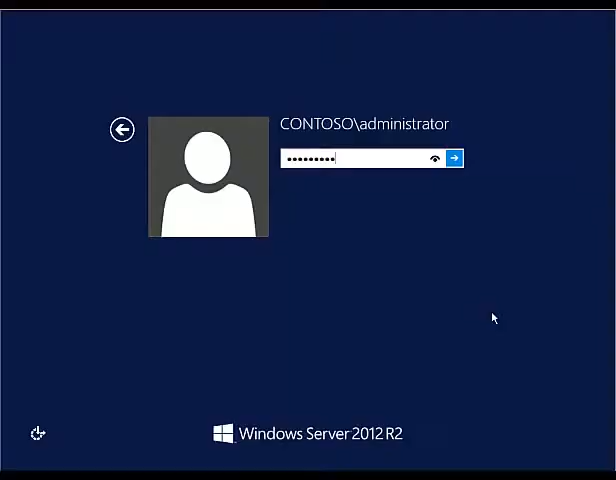 CONTOSO\administrator
•••••••••
Windows Server 2012 R2